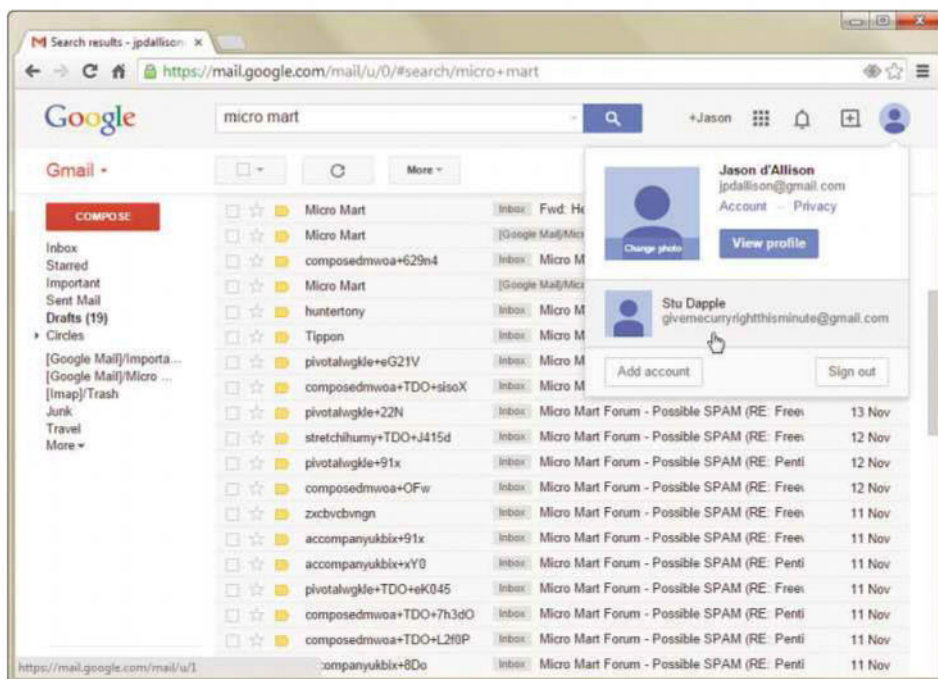 Search results - jpdallison
https://mail.google.com/mail/u/0/#search/micro+mart
Google
micro mart
+Jason
Gmail
More
Jason d'Allison
jpdallison@gmail.com
Account – Privacy
Change photo
View profile
Stu Dapple
givemecurryrightthisminute@gmail.com
Add account
Sign out
COMPOSE
Inbox
Starred
Important
Sent Mail
Drafts (19)
Circles
[Google Mail]/Importa...
[Google Mail]/Micro ...
[Imap]/Trash
Junk
Travel
More
Micro Mart Inbox Fwd: He
Micro Mart [Google Mail]/Micr
composedmwoa+629n4 Inbox Micro M
Micro Mart [Google Mail]/Micr
huntertony Inbox Micro M
Tippon Inbox Micro M
pivotalwgkle+eG21V Inbox Micro M
composedmwoa+TDO+sisoX Inbox Micro M
pivotalwgkle+22N Inbox Micro Mart Forum - Possible SPAM (RE: Free 13 Nov
stretchihumy+TDO+J415d Inbox Micro Mart Forum - Possible SPAM (RE: Free 12 Nov
pivotalwgkle+91x Inbox Micro Mart Forum - Possible SPAM (RE: Penti 12 Nov
composedmwoa+OFw Inbox Micro Mart Forum - Possible SPAM (RE: Free 12 Nov
zxcbvcbvngn Inbox Micro Mart Forum - Possible SPAM (RE: Free 11 Nov
accompanyukbix+91x Inbox Micro Mart Forum - Possible SPAM (RE: Penti 11 Nov
accompanyukbix+xY0 Inbox Micro Mart Forum - Possible SPAM (RE: Penti 11 Nov
pivotalwgkle+TDO+eK045 Inbox Micro Mart Forum - Possible SPAM (RE: Free 11 Nov
composedmwoa+TDO+7h3dO Inbox Micro Mart Forum - Possible SPAM (RE: Penti 11 Nov
composedmwoa+TDO+L2f0P Inbox Micro Mart Forum - Possible SPAM (RE: Penti 11 Nov
ompanyukbix+8Do Inbox Micro Mart Forum - Possible SPAM (RE: Penti 11 Nov
https://mail.google.com/mail/u/1